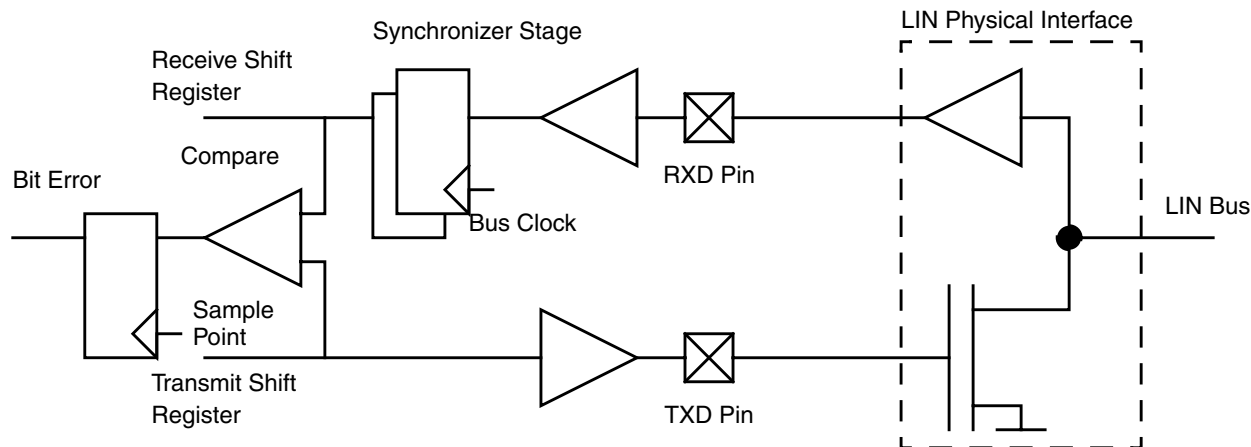 LIN Physical Interface
Synchronizer Stage
Receive Shift
Register
Compare
RXD Pin
Bit Error
Bus Clock
LIN Bus
Sample
Point
Transmit Shift
Register
TXD Pin